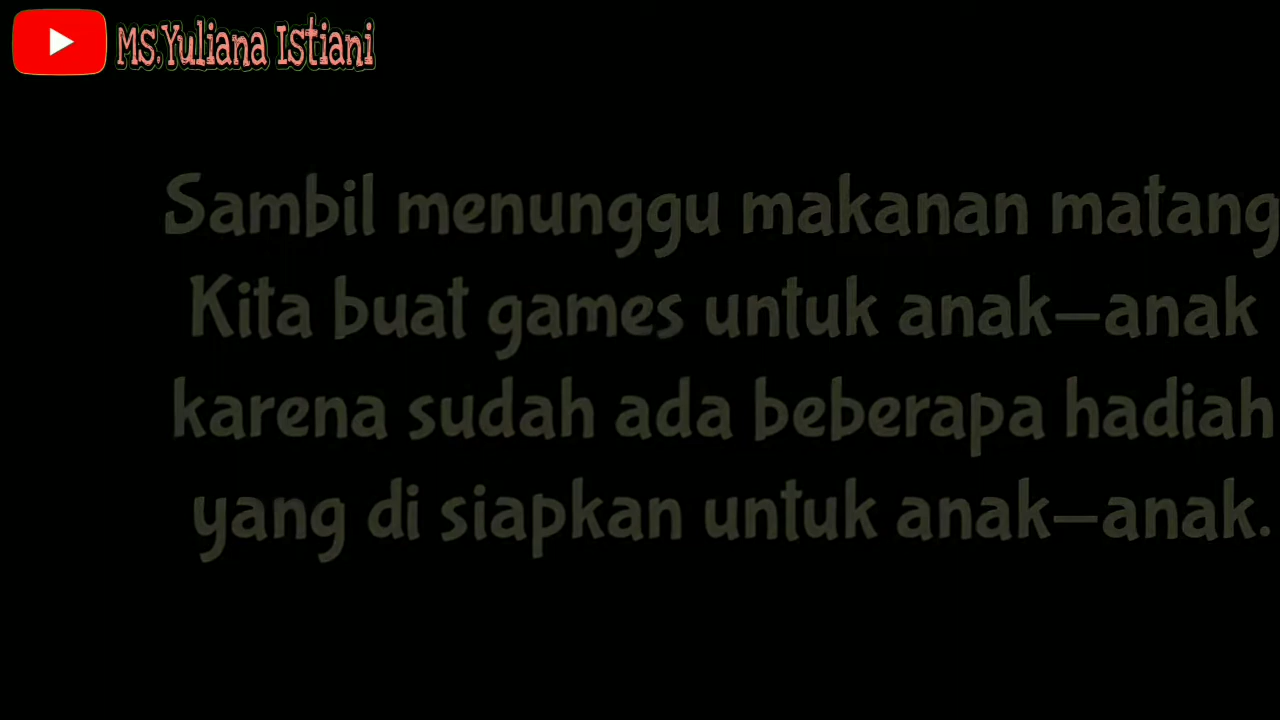 Ms.Yuliana Istiani
Sambil menunggu makanan matang
Kita buat games untuk anak-anak
karena sudah ada beberapa hadiah
yang di siapkan untuk anak-anak.